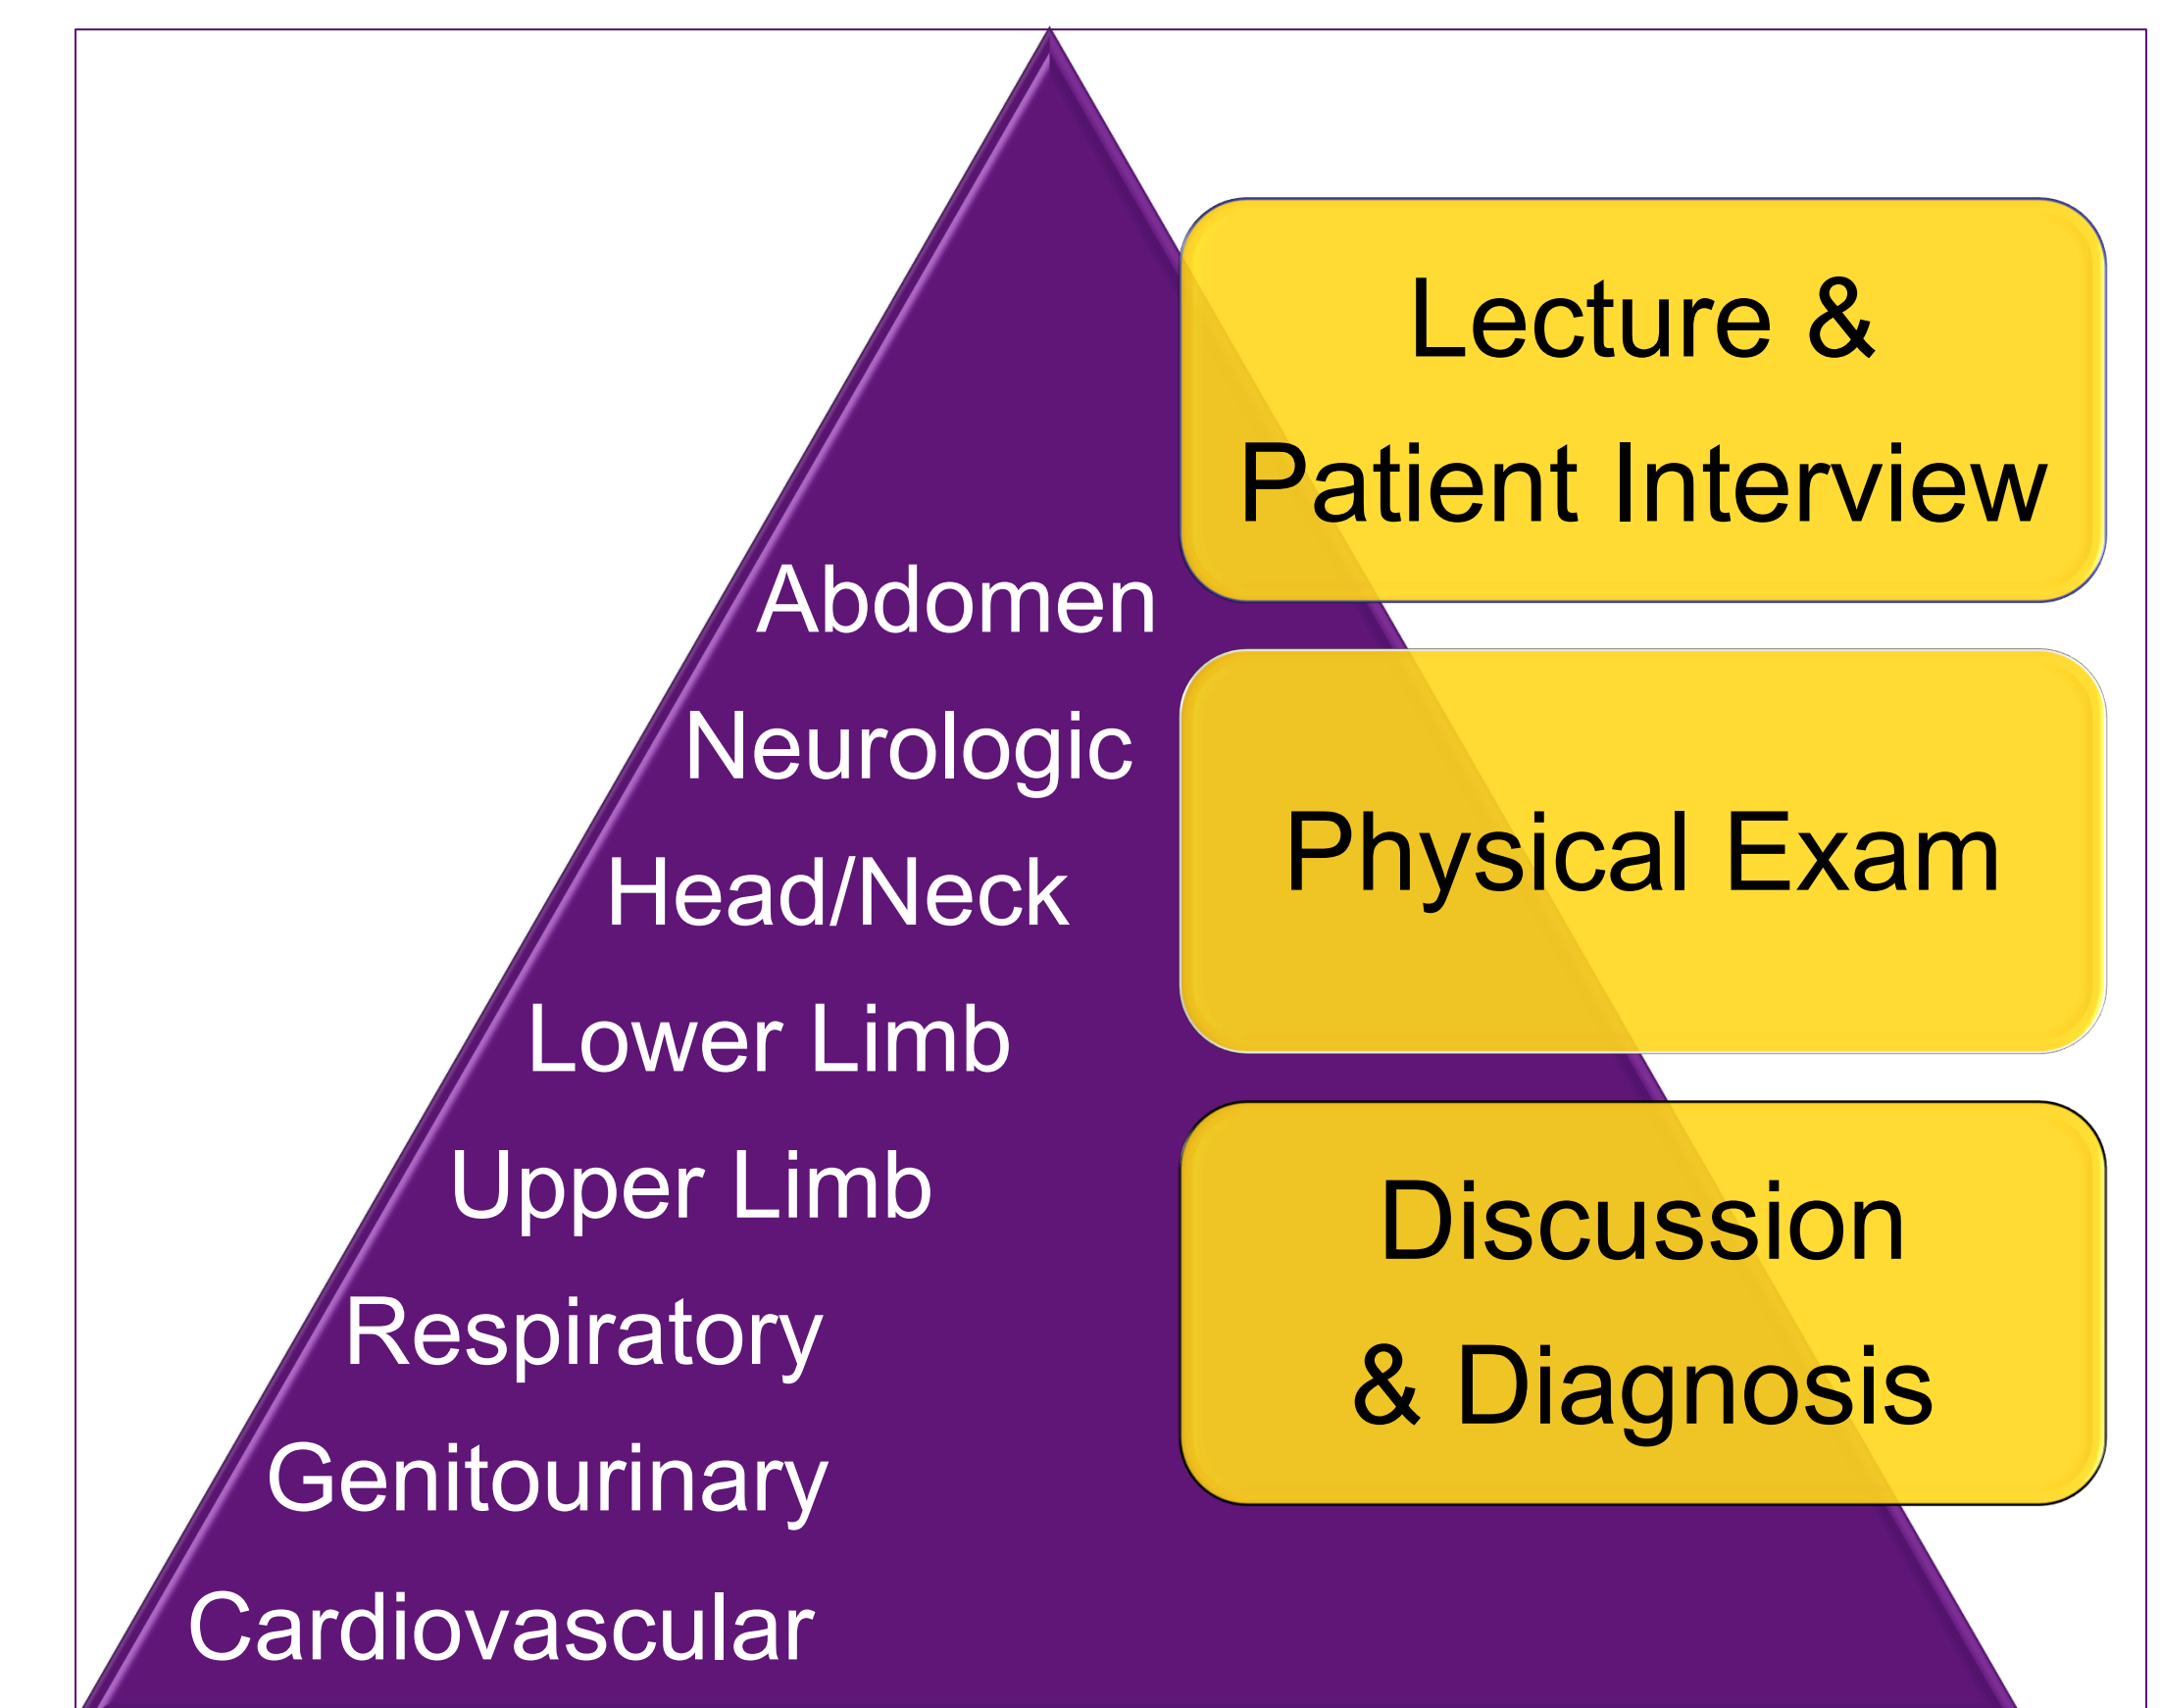 Lecture &
Patient Interview
Physical Exam
Discussion
& Diagnosis
Abdomen
Neurologic
Head/Neck
Lower Limb
Upper Limb
Respiratory
Genitourinary
Cardiovascular